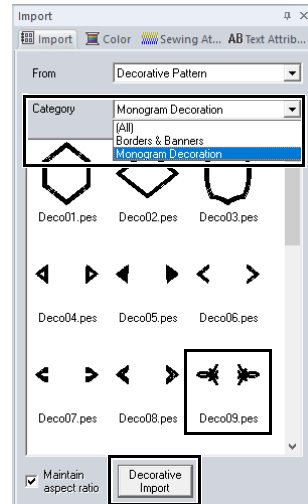 Import
Import Color Sewing At... AB Text Attrib...
From Decorative Pattern
Category Monogram Decoration
(All)
Borders & Banners
Monogram Decoration
Deco01.pes Deco02.pes Deco03.pes
Deco04.pes Deco05.pes Deco06.pes
Deco07.pes Deco08.pes Deco09.pes
Maintain
aspect ratio
Decorative
Import